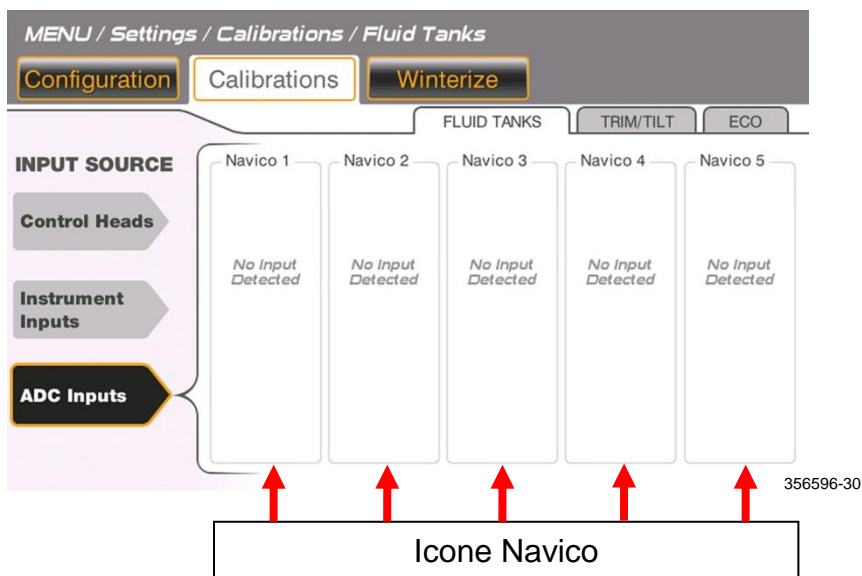 MENU / Settings / Calibrations / Fluid Tanks
Configuration Calibrations Winterize
FLUID TANKS TRIM/TILT ECO
INPUT SOURCE
Control Heads
Instrument
Inputs
ADC Inputs
Navico 1 Navico 2 Navico 3 Navico 4 Navico 5
No Input No Input No Input No Input No Input
Detected Detected Detected Detected Detected
356596-30
Icone Navico